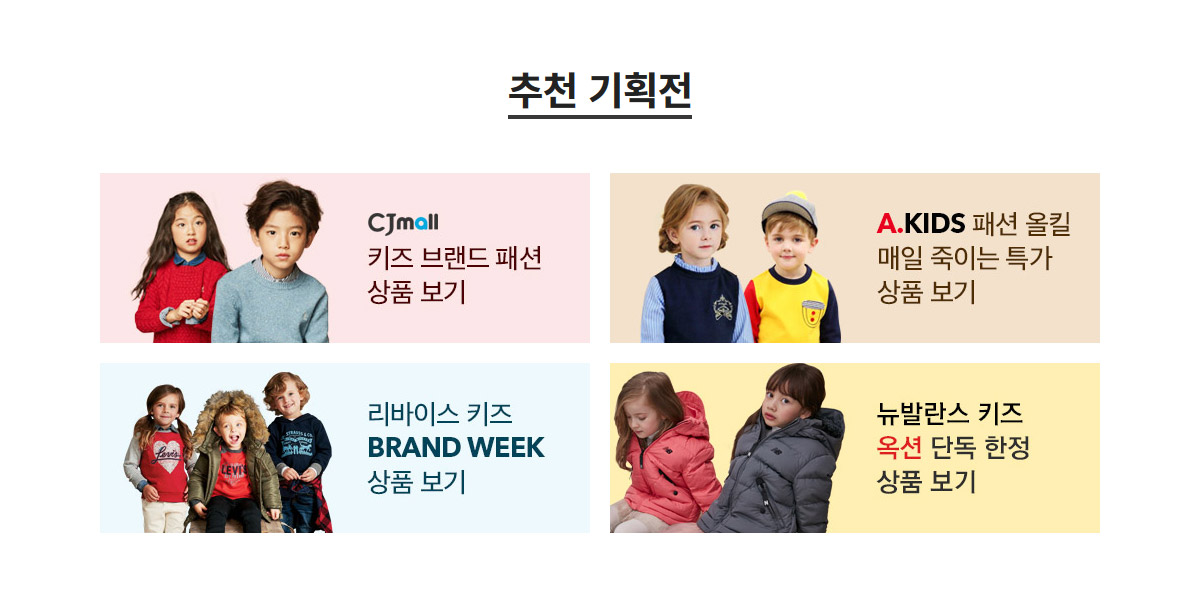 추천 기획전
CJmall
키즈 브랜드 패션
상품 보기
A.KIDS 패션 올킬
매일 죽이는 특가
상품 보기
Levi's
LEVI'S
리바이스 키즈
BRAND WEEK
상품 보기
뉴발란스 키즈
옥션 단독 한정
상품 보기